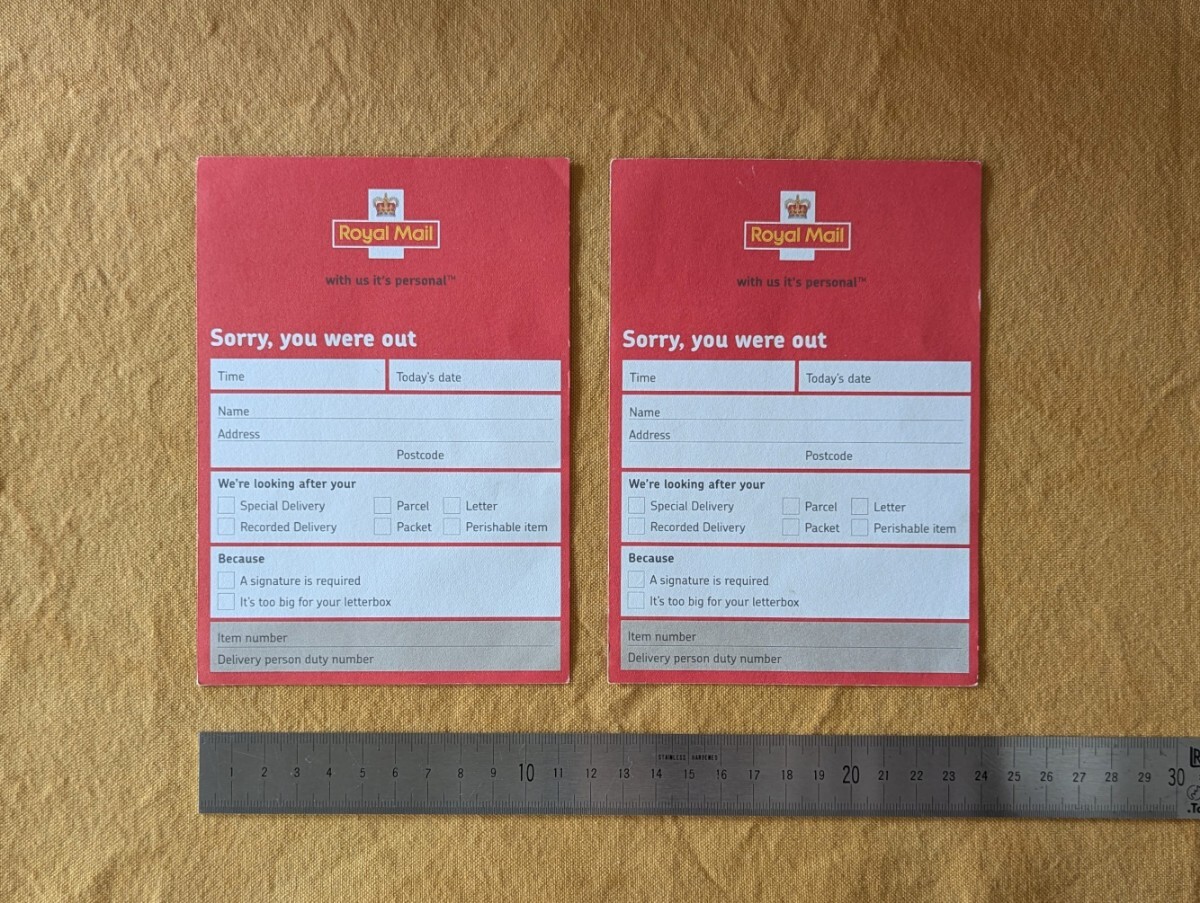 Royal Mail
with us it's personal™
Sorry, you were out
Time Today's date
Name
Address
Postcode
We're looking after your
Special Delivery Parcel Letter
Recorded Delivery Packet Perishable item
Because
A signature is required
It's too big for your letterbox
Item number
Delivery person duty number
Royal Mail
with us it's personal™
Sorry, you were out
Time Today's date
Name
Address
Postcode
We're looking after your
Special Delivery Parcel Letter
Recorded Delivery Packet Perishable item
Because
A signature is required
It's too big for your letterbox
Item number
Delivery person duty number
STAINLESS HARDENED
1 2 3 4 5 6 7 8 9 10 11 12 13 14 15 16 17 18 19 20 21 22 23 24 25 26 27 28 29 30